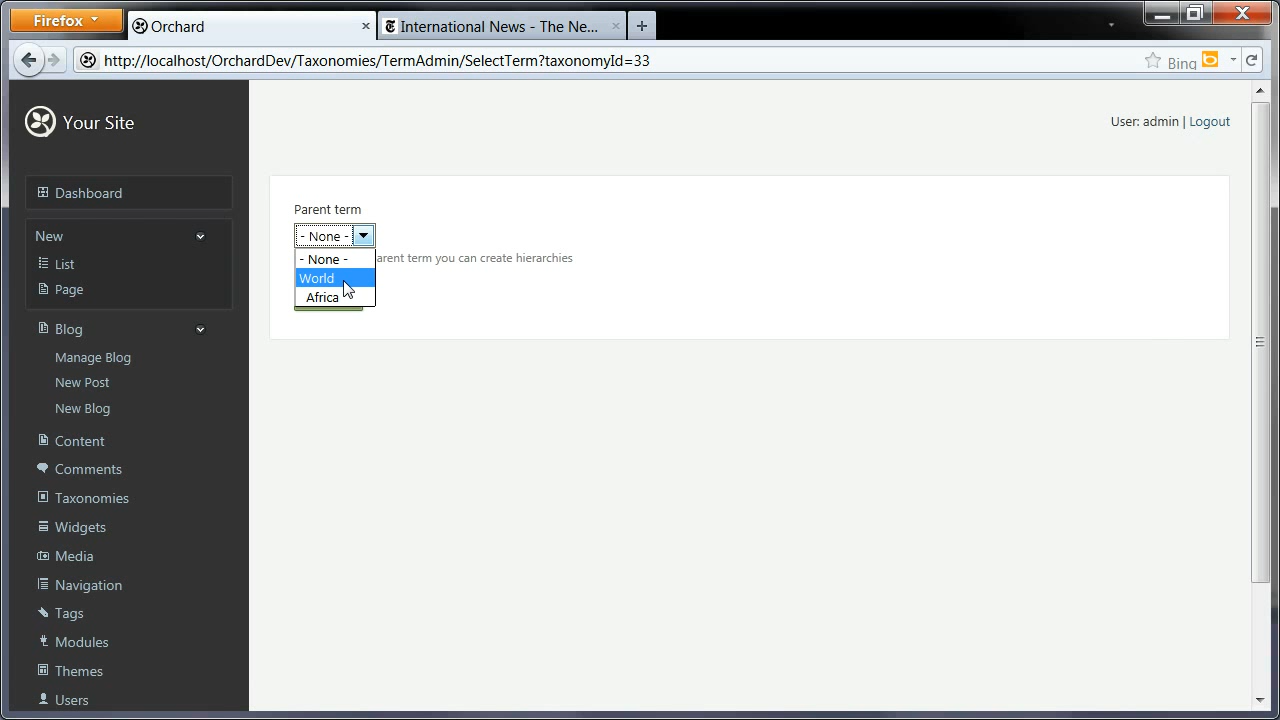 Firefox
Orchard
International News - The Ne...
http://localhost/OrchardDev/Taxonomies/TermAdmin/SelectTerm?taxonomyId=33
Bing
Your Site
User: admin | Logout
Dashboard
New
List
Page
Blog
Manage Blog
New Post
New Blog
Content
Comments
Taxonomies
Widgets
Media
Navigation
Tags
Modules
Themes
Users
Parent term
- None -
- None -
World
Africa
arent term you can create hierarchies